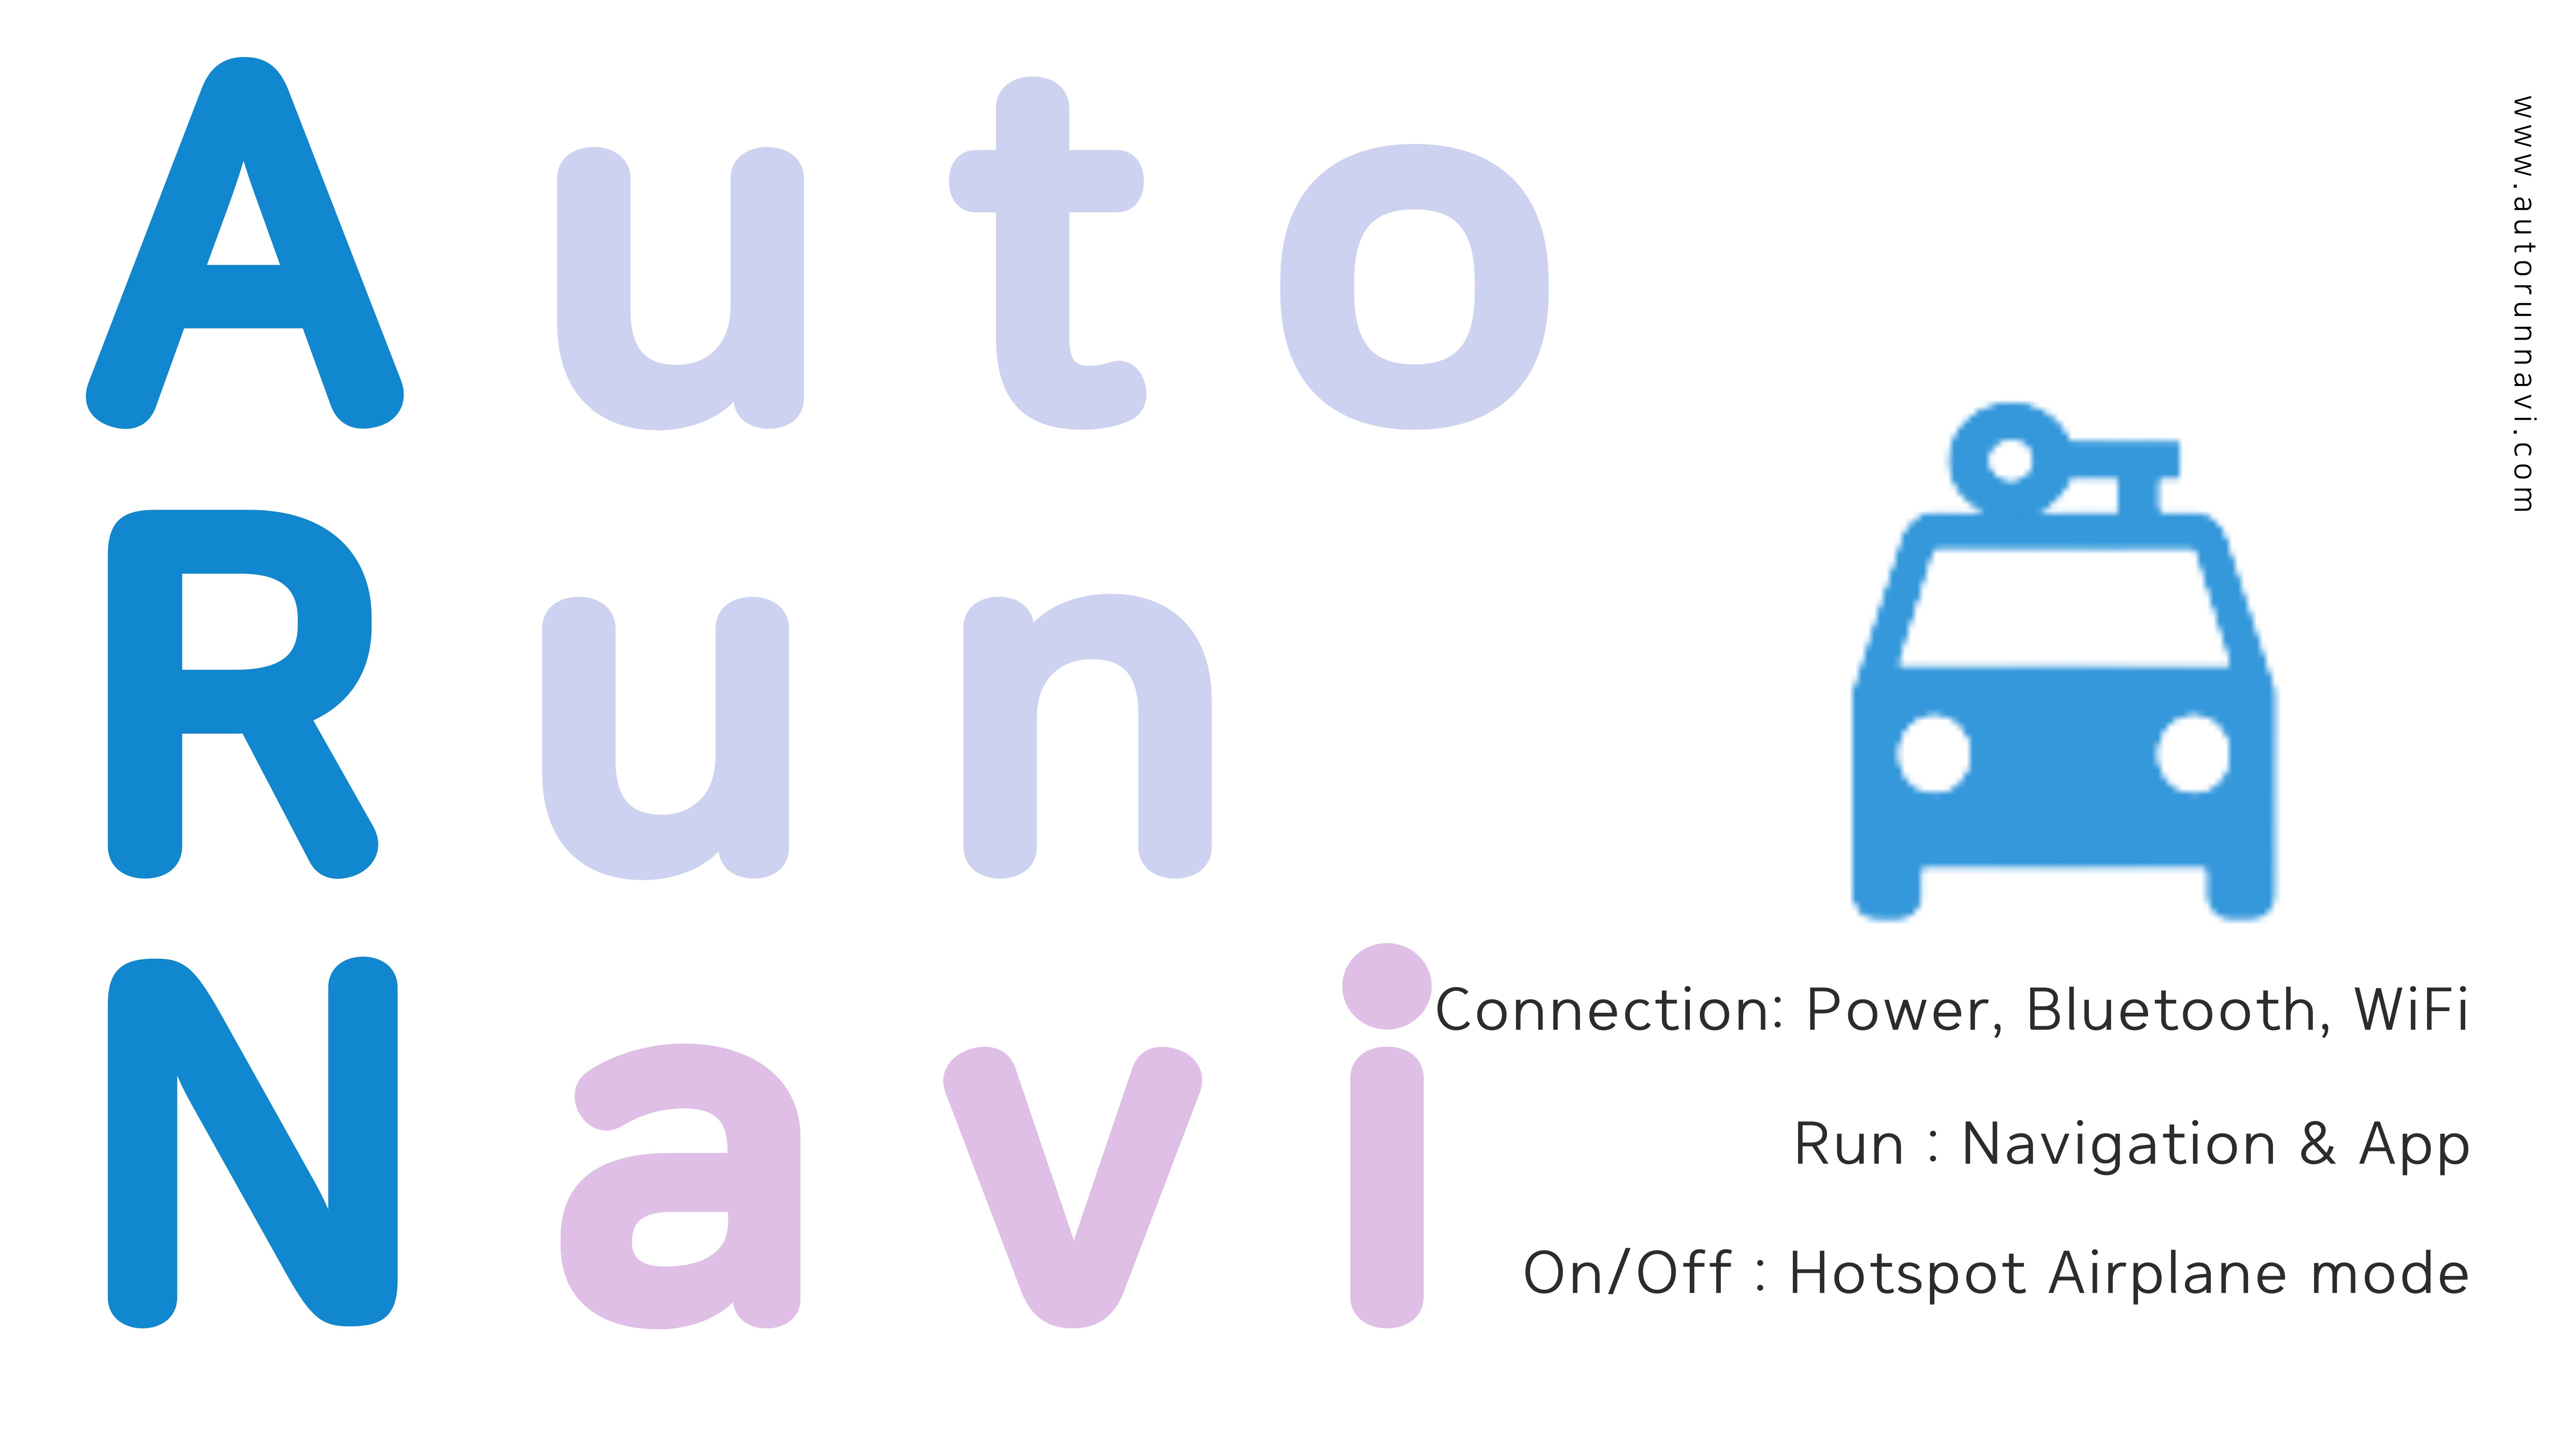 Auto
Run
Navi
www.autorunnavi.com
Connection: Power, Bluetooth, WiFi
Run : Navigation & App
On/Off : Hotspot Airplane mode